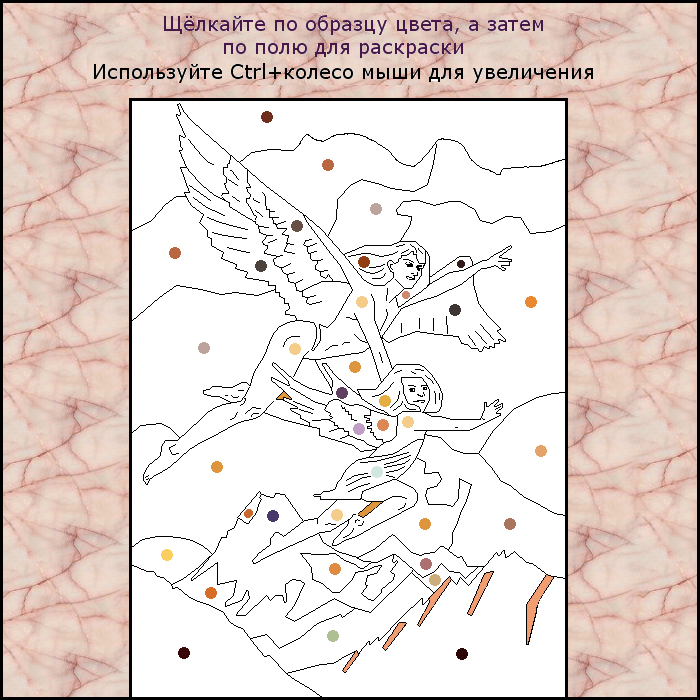 Щёлкайте по образцу цвета, а затем
по полю для раскраски
Используйте Ctrl+колесо мыши для увеличения